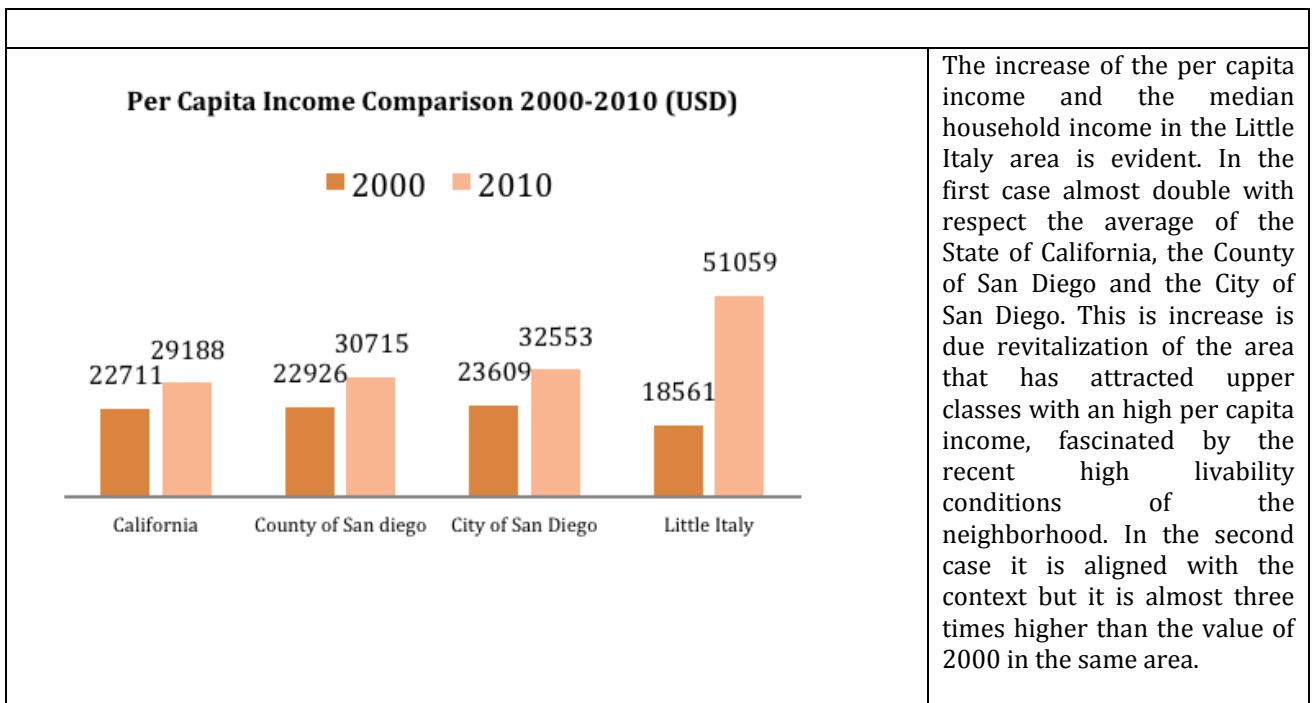 Per Capita Income Comparison 2000-2010 (USD)
2000 2010
22711 29188 22926 30715 23609 32553 18561 51059
California County of San diego City of San Diego Little Italy
The increase of the per capita
income and the median
household income in the Little
Italy area is evident. In the
first case almost double with
respect the average of the
State of California, the County
of San Diego and the City of
San Diego. This is increase is
due revitalization of the area
that has attracted upper
classes with an high per capita
income, fascinated by the
recent high livability
conditions of the
neighborhood. In the second
case it is aligned with the
context but it is almost three
times higher than the value of
2000 in the same area.